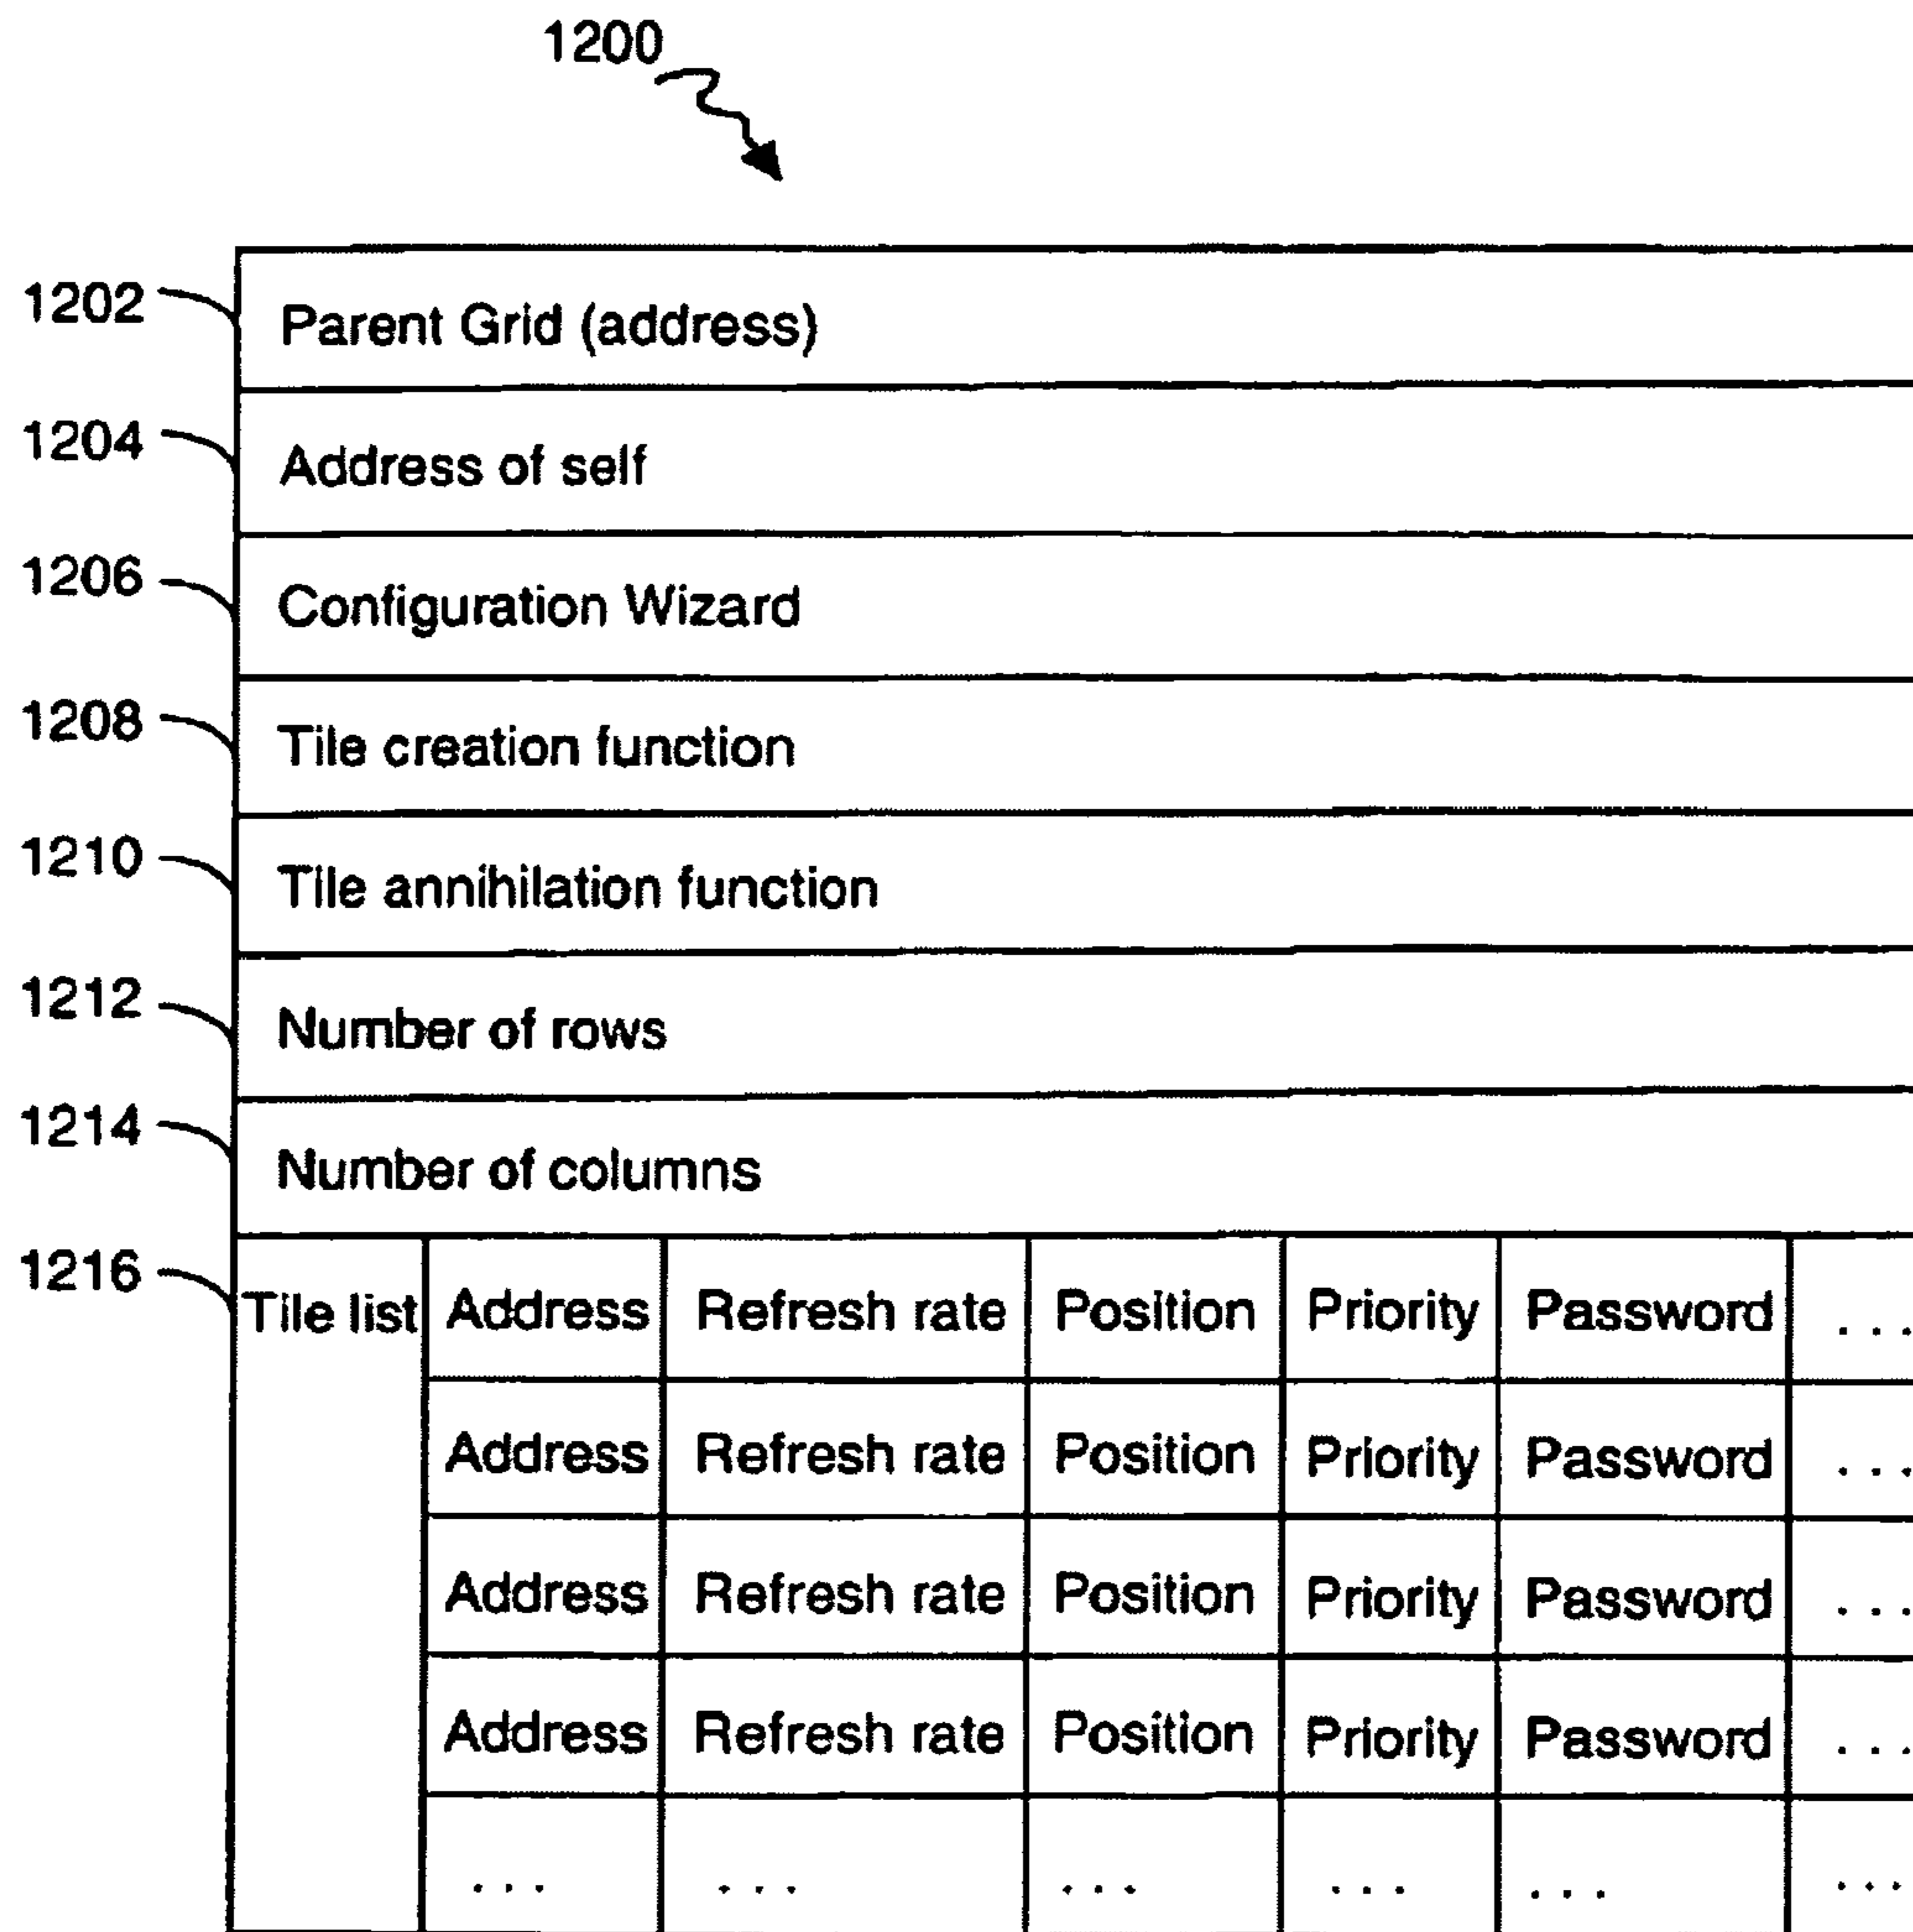 1200
1202 Parent Grid (address)
1204 Address of self
1206 Configuration Wizard
1208 Tile creation function
1210 Tile annihilation function
1212 Number of rows
1214 Number of columns
1216 Tile list Address Refresh rate Position Priority Password ...
Address Refresh rate Position Priority Password ...
Address Refresh rate Position Priority Password ...
Address Refresh rate Position Priority Password ...
... ... ... ... ... ...